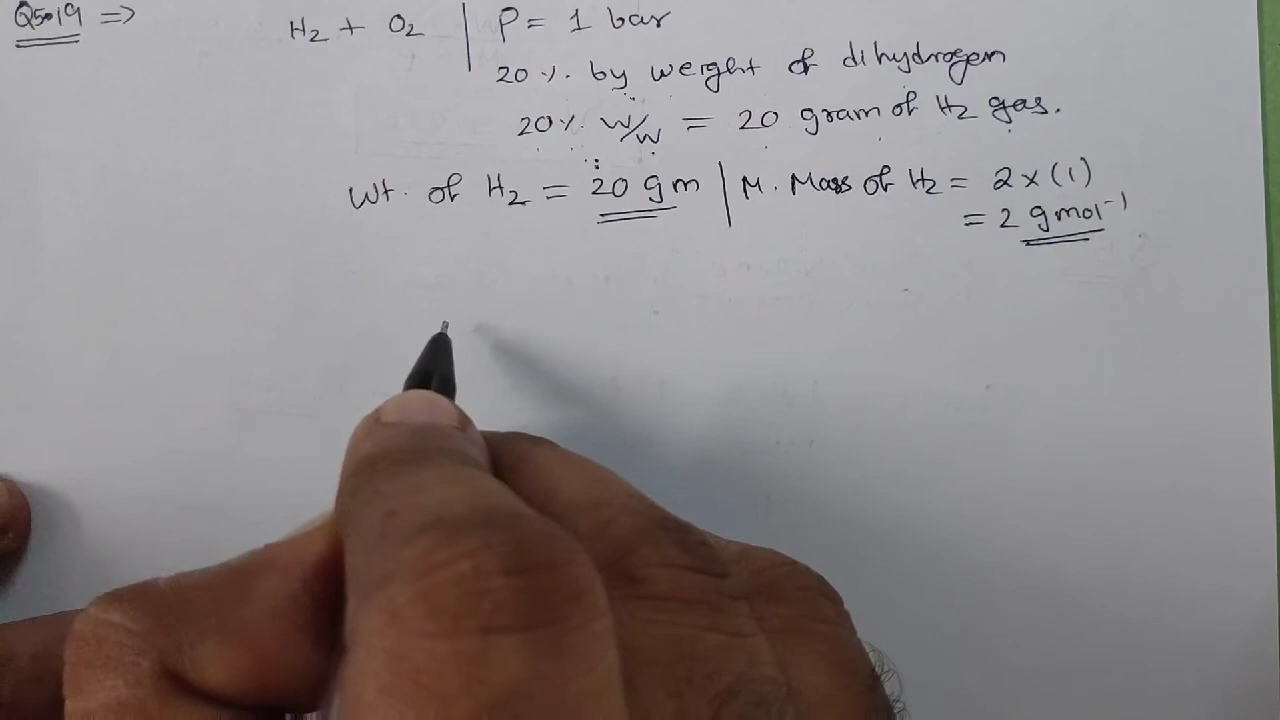 Q5.19 => H2 + O2 | P = 1 bar
20 %. by weight of dihydrogen
20 %. W/W = 20 gram of H2 gas.
Wt. of H2 = 20 gm | M. Mass of H2 = 2 × (1)
= 2 g mol-1